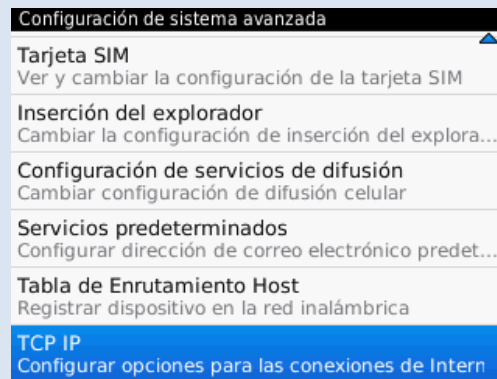 Configuración de sistema avanzada
Tarjeta SIM
Ver y cambiar la configuración de la tarjeta SIM
Inserción del explorador
Cambiar la configuración de inserción del explora...
Configuración de servicios de difusión
Cambiar configuración de difusión celular
Servicios predeterminados
Configurar dirección de correo electrónico predet...
Tabla de Enrutamiento Host
Registrar dispositivo en la red inalámbrica
TCP IP
Configurar opciones para las conexiones de Intern